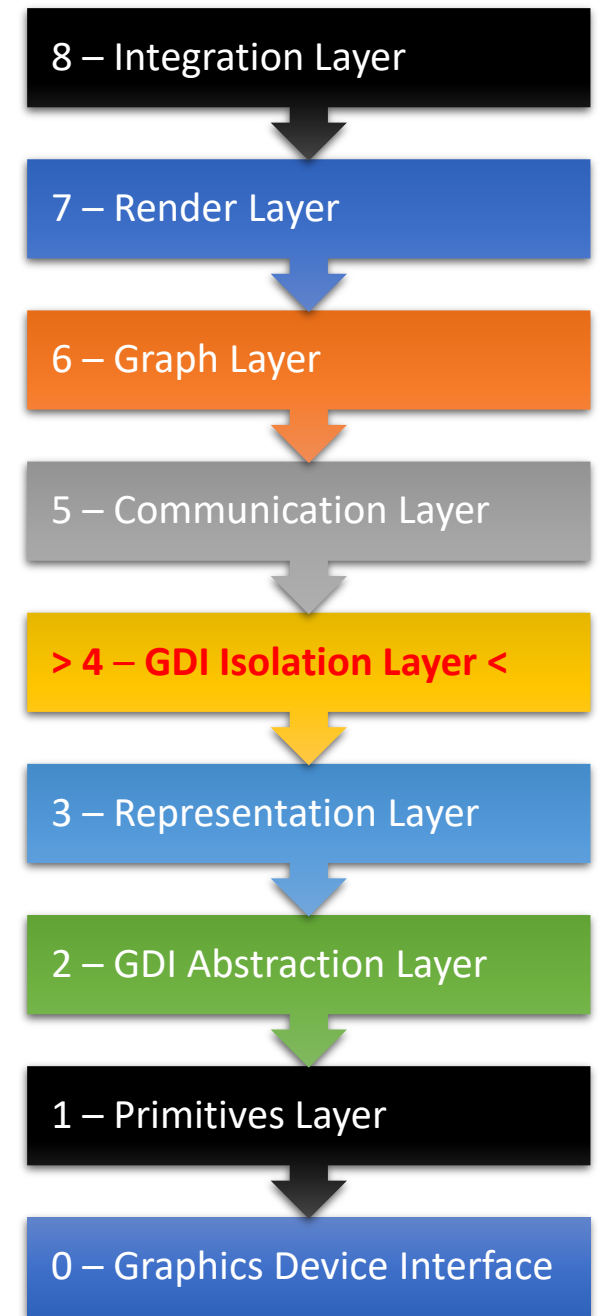 8 – Integration Layer
7 – Render Layer
6 – Graph Layer
5 – Communication Layer
> 4 – GDI Isolation Layer <
3 – Representation Layer
2 – GDI Abstraction Layer
1 – Primitives Layer
0 – Graphics Device Interface